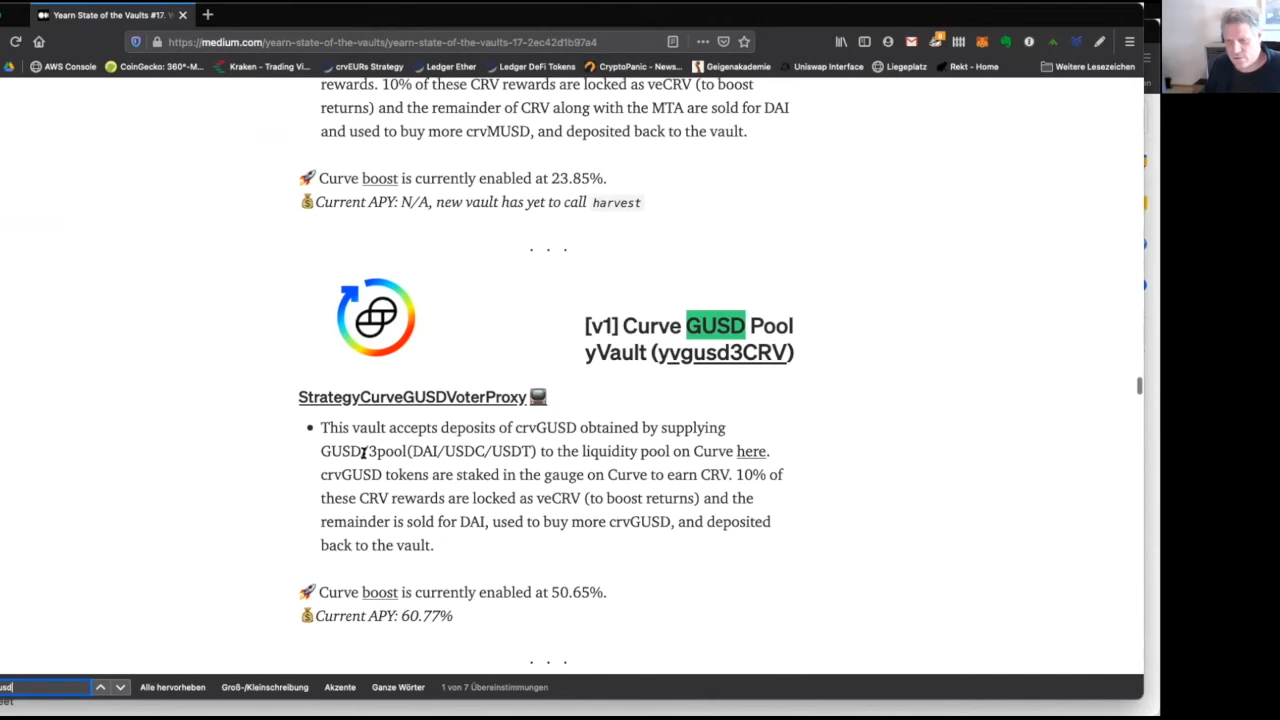 Yearn State of the Vaults #17.
https://medium.com/yearn-state-of-the-vaults/yearn-state-of-the-vaults-17-2ec42d1b97a4
AWS Console CoinGecko: 360°-M... Kraken - Trading Vi... crvEURs Strategy Ledger Ether Ledger DeFi Tokens CryptoPanic - News... Geigenakademie Uniswap Interface Liegeplatz Rekt - Home Weitere Lesezeichen
rewards. 10% of these CRV rewards are locked as veCRV (to boost
returns) and the remainder of CRV along with the MTA are sold for DAI
and used to buy more crvMUSD, and deposited back to the vault.
🚀 Curve boost is currently enabled at 23.85%.
💰Current APY: N/A, new vault has yet to call harvest
. . .
[v1] Curve GUSD Pool
yVault (yvgusd3CRV)
StrategyCurveGUSDVoterProxy
• This vault accepts deposits of crvGUSD obtained by supplying
GUSD/3pool(DAI/USDC/USDT) to the liquidity pool on Curve here.
crvGUSD tokens are staked in the gauge on Curve to earn CRV. 10% of
these CRV rewards are locked as veCRV (to boost returns) and the
remainder is sold for DAI, used to buy more crvGUSD, and deposited
back to the vault.
🚀 Curve boost is currently enabled at 50.65%.
💰Current APY: 60.77%
. . .
usd Alle hervorheben Groß-/Kleinschreibung Akzente Ganze Wörter 1 von 7 Übereinstimmungen